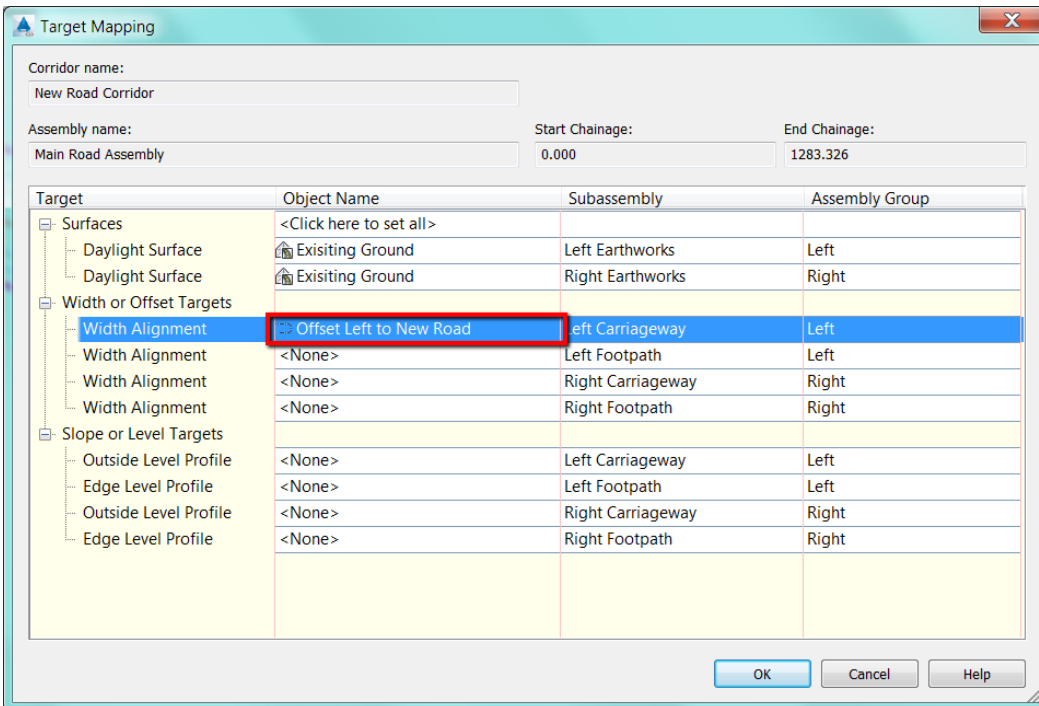 Target Mapping
Corridor name:
New Road Corridor
Assembly name: Start Chainage: End Chainage:
Main Road Assembly 0.000 1283.326
Target Object Name Subassembly Assembly Group
Surfaces <Click here to set all>
Daylight Surface Exisiting Ground Left Earthworks Left
Daylight Surface Exisiting Ground Right Earthworks Right
Width or Offset Targets
Width Alignment Offset Left to New Road Left Carriageway Left
Width Alignment <None> Left Footpath Left
Width Alignment <None> Right Carriageway Right
Width Alignment <None> Right Footpath Right
Slope or Level Targets
Outside Level Profile <None> Left Carriageway Left
Edge Level Profile <None> Left Footpath Left
Outside Level Profile <None> Right Carriageway Right
Edge Level Profile <None> Right Footpath Right
OK Cancel Help